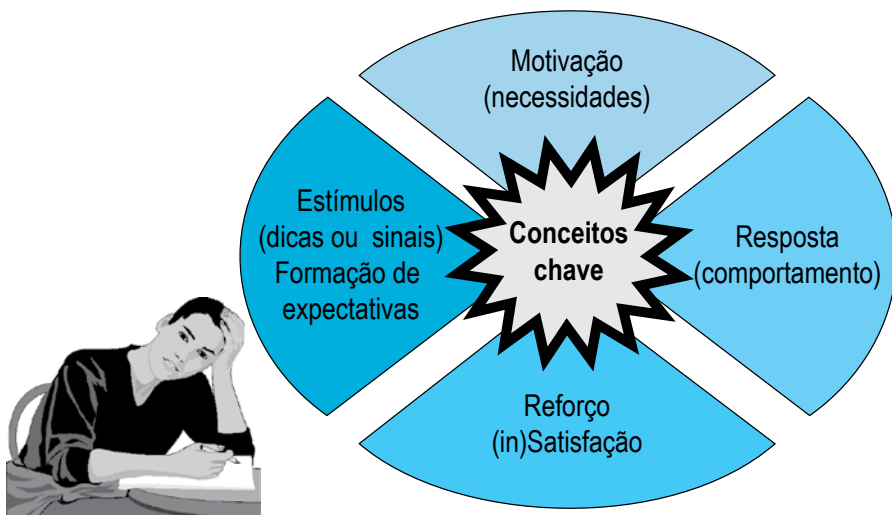 Motivação
(necessidades)
Estímulos
(dicas ou sinais)
Formação de
expectativas
Conceitos
chave
Resposta
(comportamento)
Reforço
(in)Satisfação